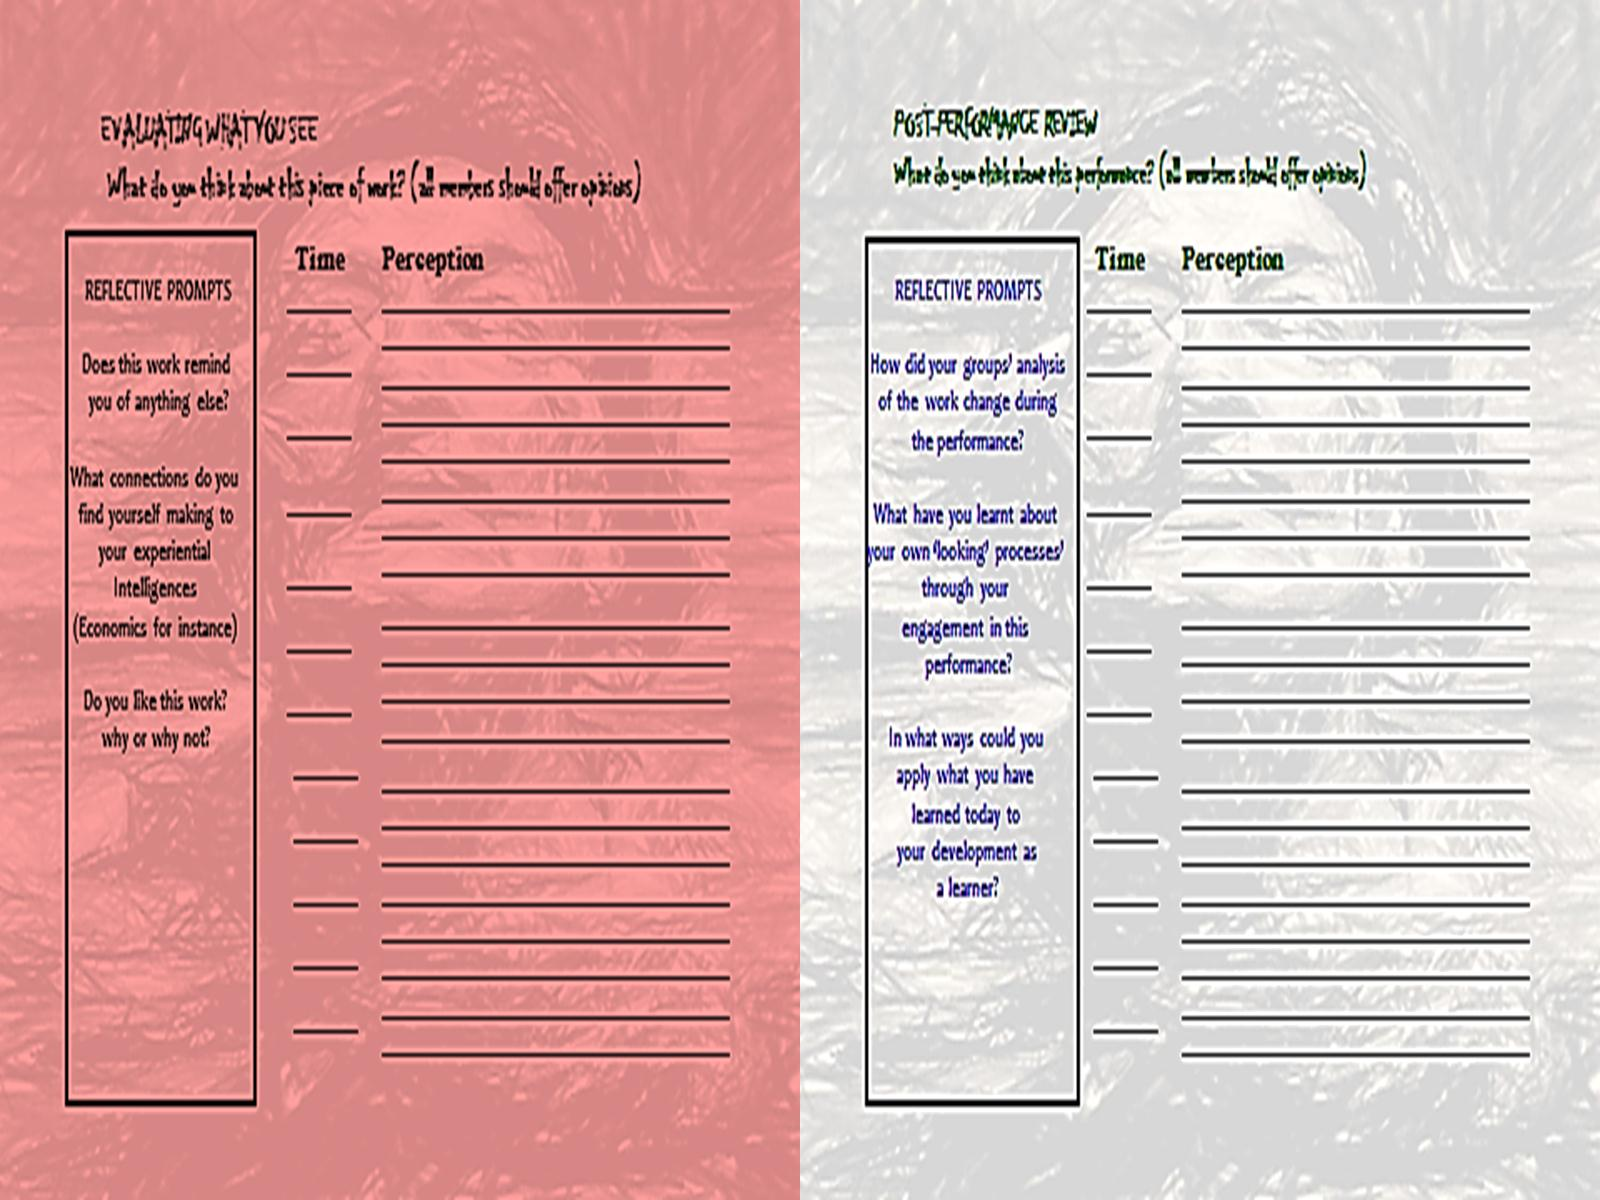 EVALUATING WHAT YOU SEE
What do you think about this piece of work? (all members should offer opinions)
REFLECTIVE PROMPTS
Does this work remind
you of anything else?
What connections do you
find yourself making to
your experiential
Intelligences
(Economics for instance)
Do you like this work?
why or why not?
Time Perception
POST-PERFORMANCE REVIEW
What do you think about this performance? (all members should offer opinions)
REFLECTIVE PROMPTS
How did your groups' analysis
of the work change during
the performance?
What have you learnt about
your own 'looking' processes'
through your
engagement in this
performance?
In what ways could you
apply what you have
learned today to
your development as
a learner?
Time Perception